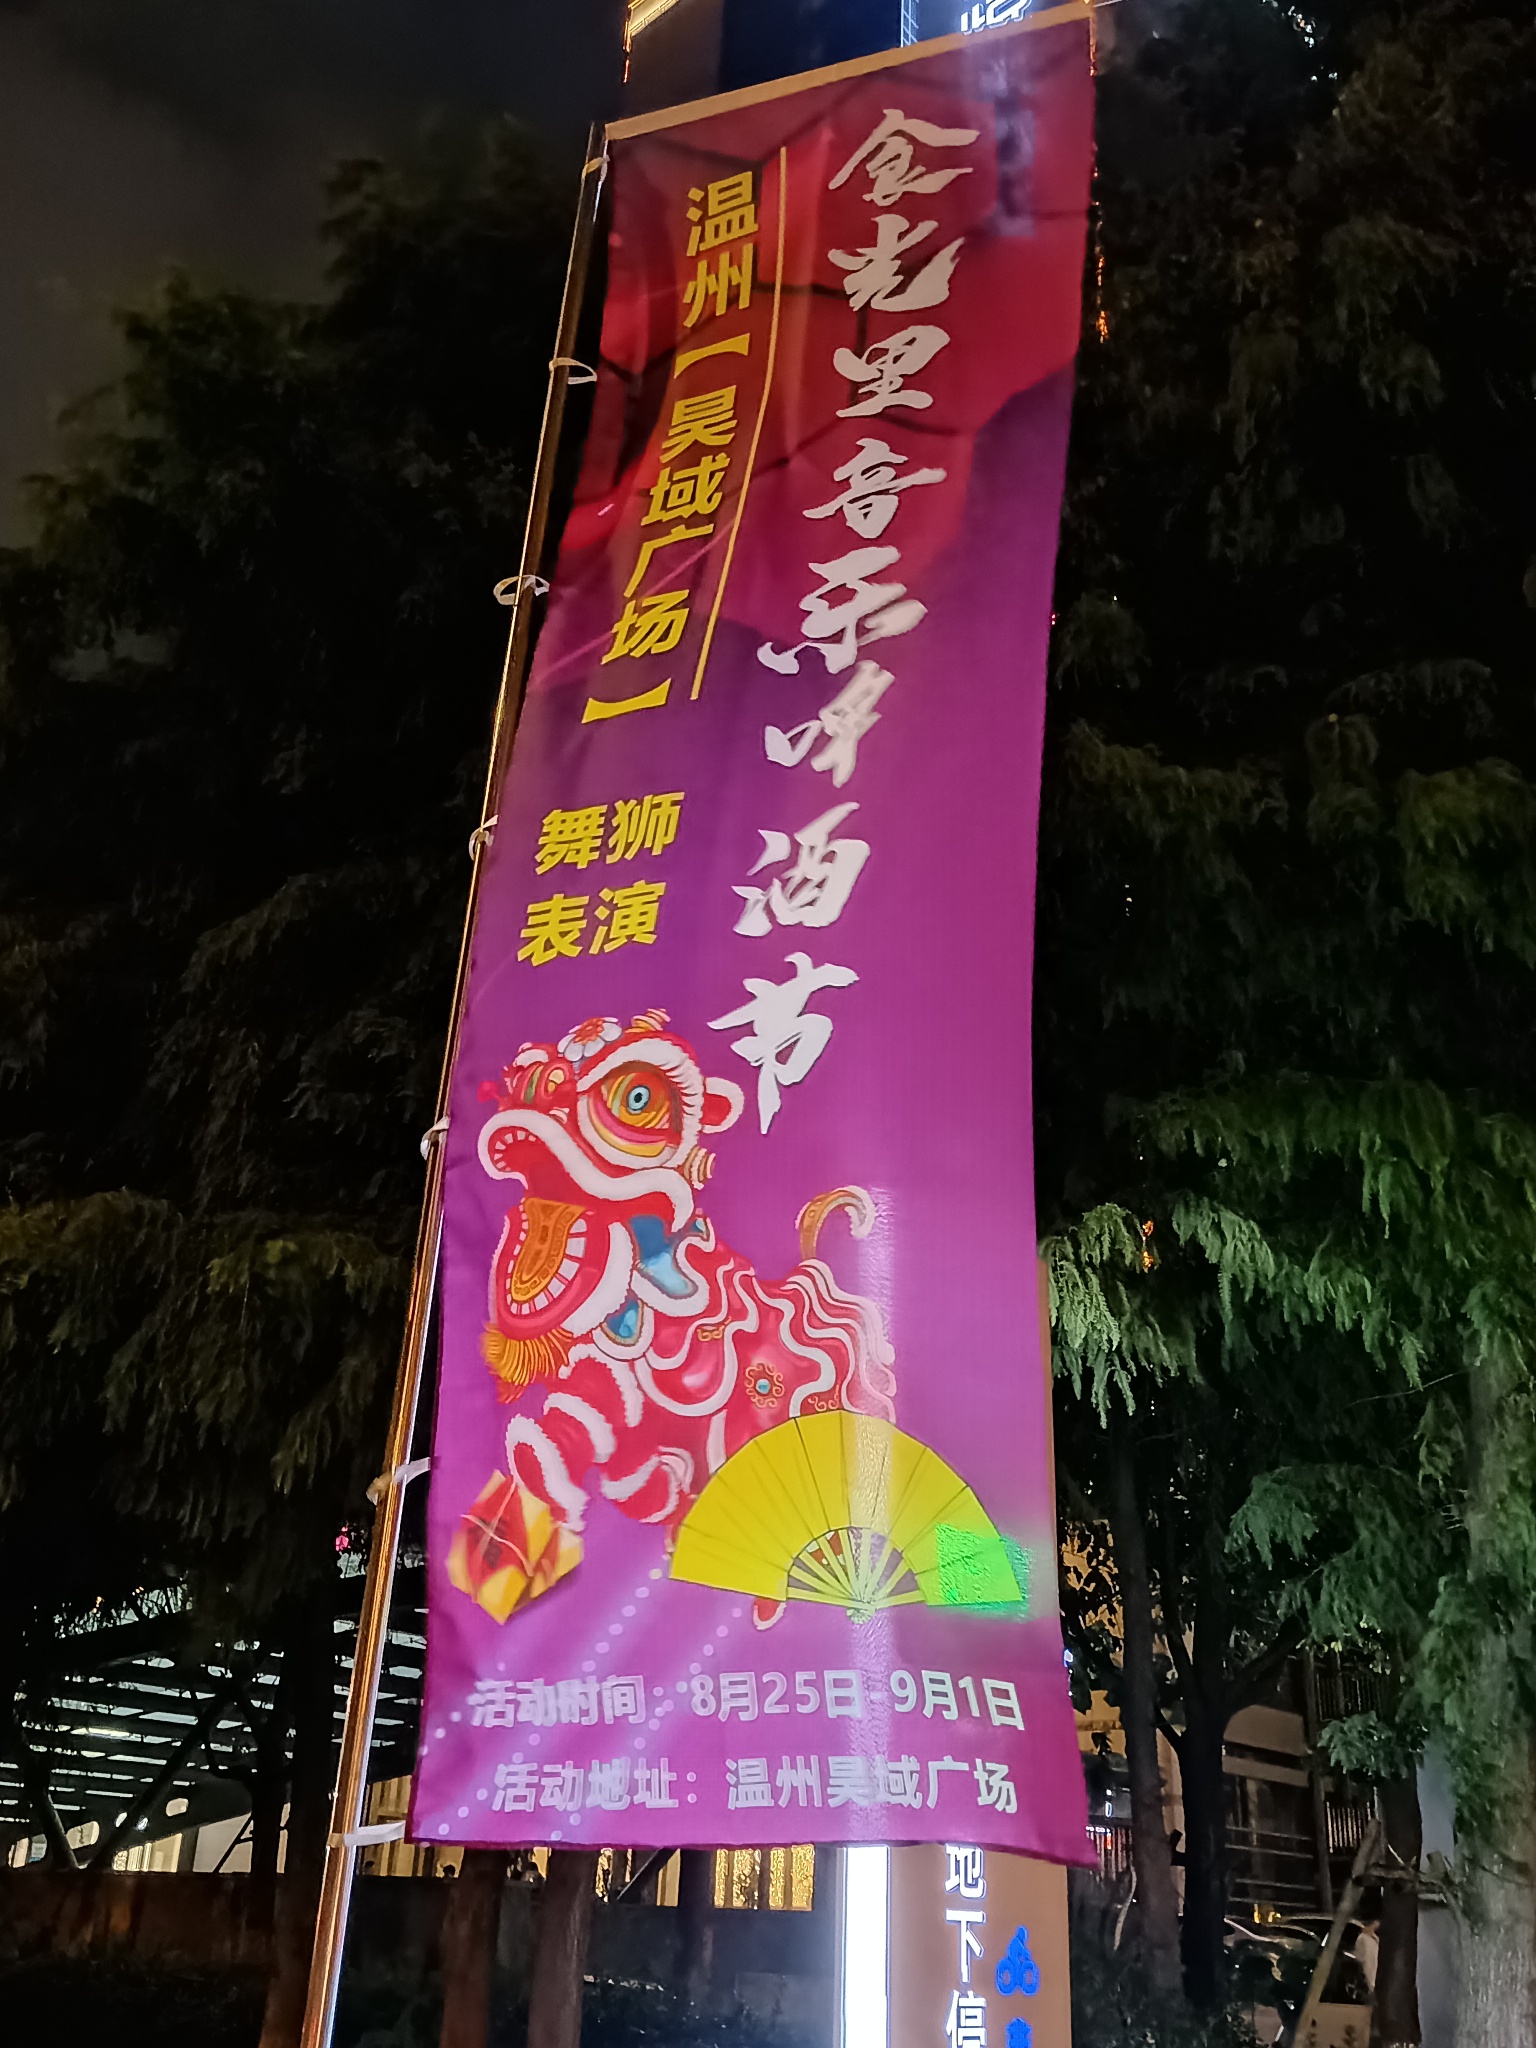 食光里音乐啤酒节
温州【昊域广场】
舞狮
表演
活动时间：8月25日-9月1日
活动地址：温州昊域广场
地下停